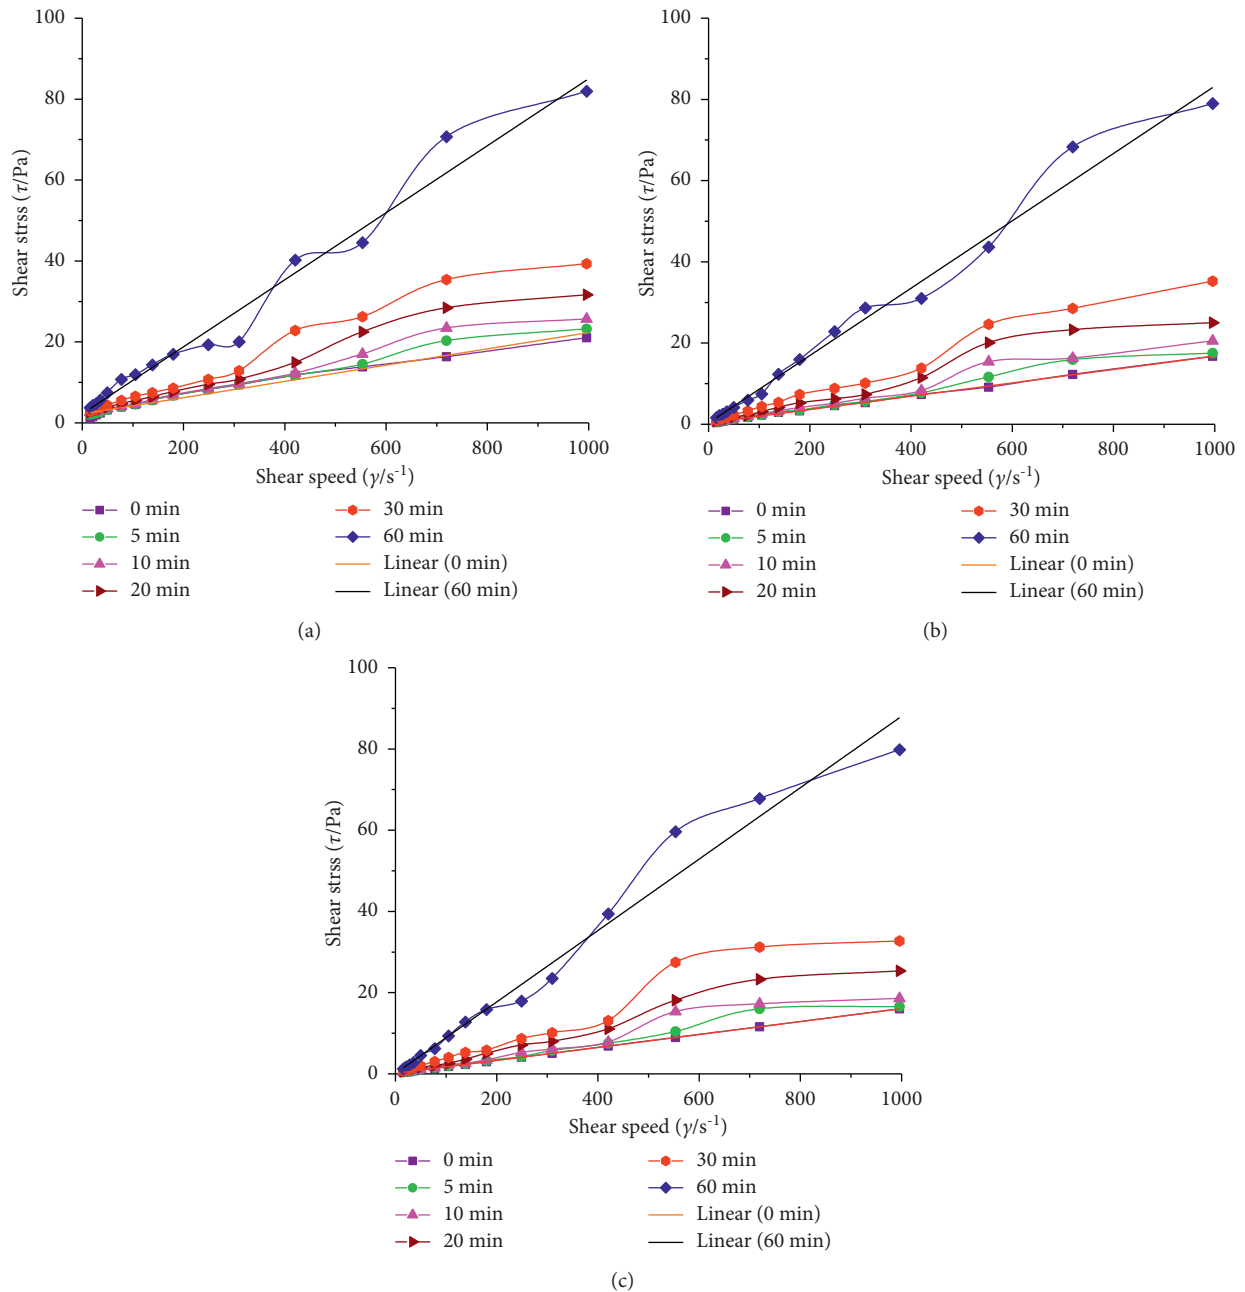 100
80
60
40
20
0
Shear strss (τ/Pa)
0 200 400 600 800 1000
Shear speed (γ/s-1)
0 min 30 min
5 min 60 min
10 min Linear (0 min)
20 min Linear (60 min)
(a)
100
80
60
40
20
0
Shear strss (τ/Pa)
0 200 400 600 800 1000
Shear speed (γ/s-1)
0 min 30 min
5 min 60 min
10 min Linear (0 min)
20 min Linear (60 min)
(b)
100
80
60
40
20
0
Shear strss (τ/Pa)
0 200 400 600 800 1000
Shear speed (γ/s-1)
0 min 30 min
5 min 60 min
10 min Linear (0 min)
20 min Linear (60 min)
(c)